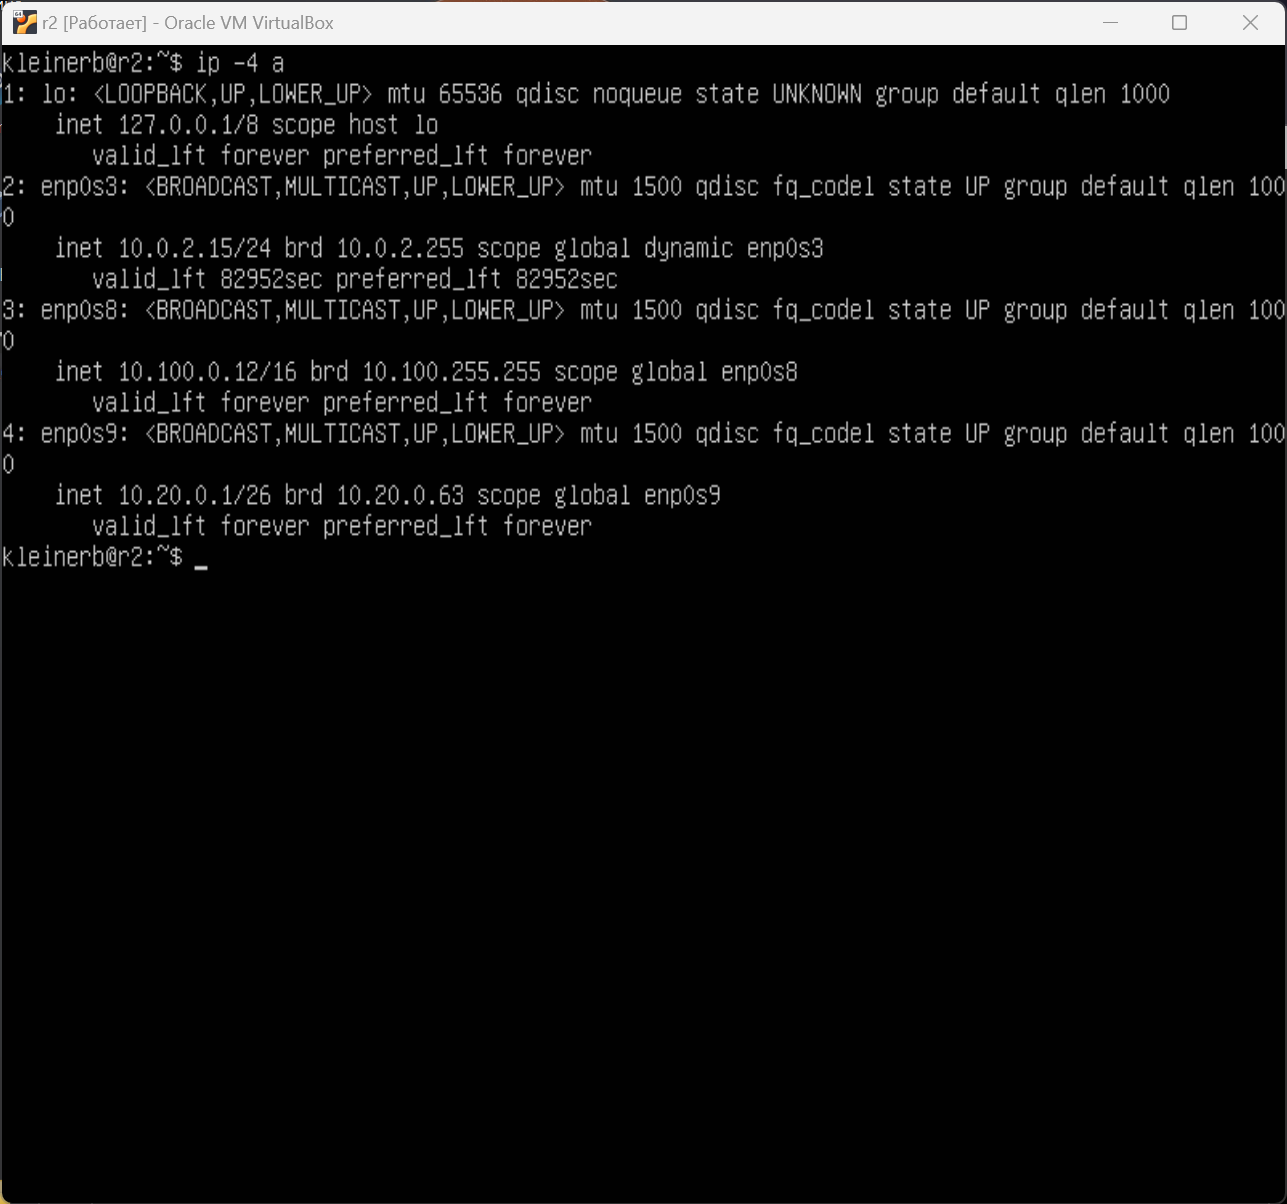 r2 [Работает] - Oracle VM VirtualBox
kleinerb@r2:~$ ip -4 a
1: lo: <LOOPBACK,UP,LOWER_UP> mtu 65536 qdisc noqueue state UNKNOWN group default qlen 1000
    inet 127.0.0.1/8 scope host lo
       valid_lft forever preferred_lft forever
2: enp0s3: <BROADCAST,MULTICAST,UP,LOWER_UP> mtu 1500 qdisc fq_codel state UP group default qlen 100
0
    inet 10.0.2.15/24 brd 10.0.2.255 scope global dynamic enp0s3
       valid_lft 82952sec preferred_lft 82952sec
3: enp0s8: <BROADCAST,MULTICAST,UP,LOWER_UP> mtu 1500 qdisc fq_codel state UP group default qlen 100
0
    inet 10.100.0.12/16 brd 10.100.255.255 scope global enp0s8
       valid_lft forever preferred_lft forever
4: enp0s9: <BROADCAST,MULTICAST,UP,LOWER_UP> mtu 1500 qdisc fq_codel state UP group default qlen 100
0
    inet 10.20.0.1/26 brd 10.20.0.63 scope global enp0s9
       valid_lft forever preferred_lft forever
kleinerb@r2:~$ _